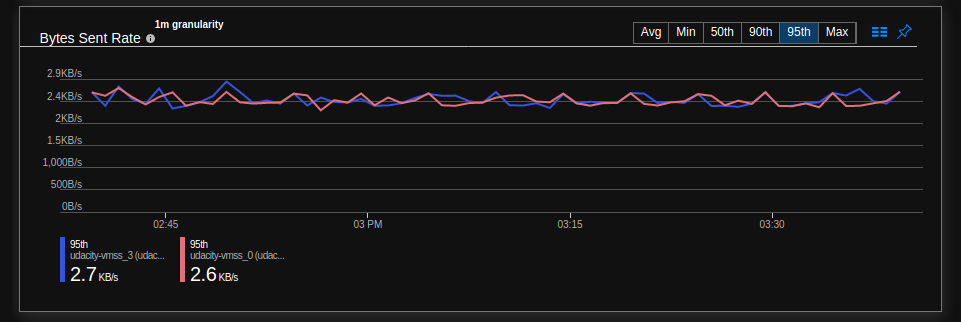 1m granularity
Bytes Sent Rate
Avg Min 50th 90th 95th Max
2.9KB/s
2.4KB/s
2KB/s
1.5KB/s
1,000B/s
500B/s
0B/s
02:45 03 PM 03:15 03:30
95th 95th
udacity-vmss_3 (udac... udacity-vmss_0 (udac...
2.7 KB/s 2.6 KB/s